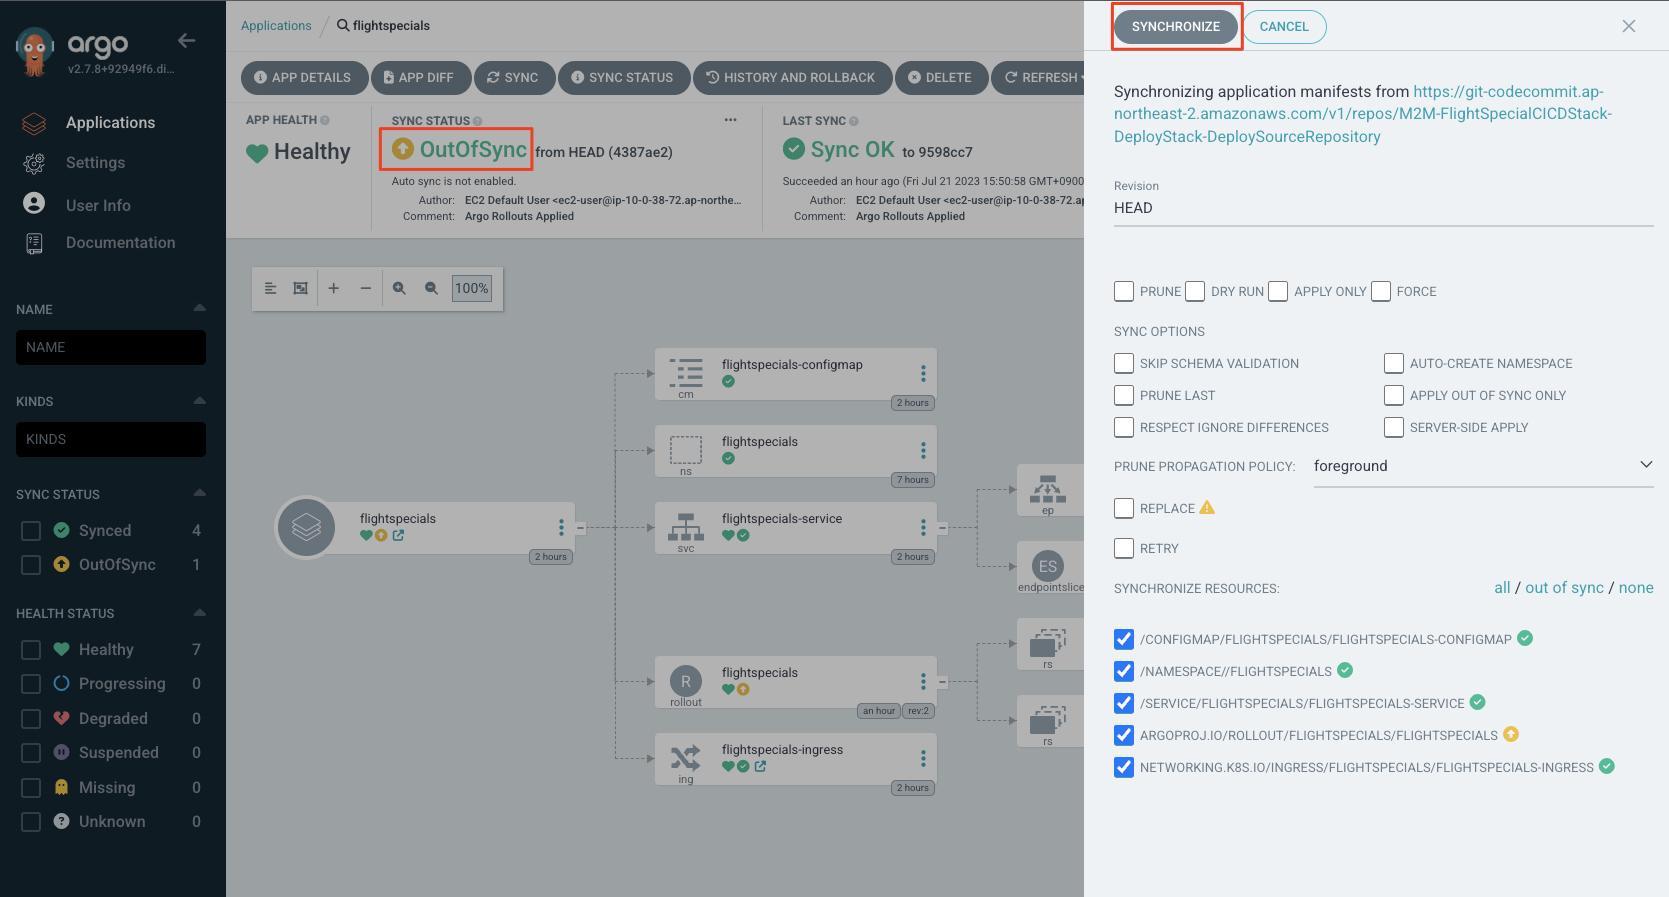 argo
v2.7.8+92949f6.di...
Applications
Settings
User Info
Documentation
NAME
NAME
KINDS
KINDS
SYNC STATUS
Synced 4
OutOfSync 1
HEALTH STATUS
Healthy 7
Progressing 0
Degraded 0
Suspended 0
Missing 0
Unknown 0
Applications / flightspecials
APP DETAILS APP DIFF SYNC SYNC STATUS HISTORY AND ROLLBACK DELETE REFRESH
APP HEALTH
Healthy
SYNC STATUS
OutOfSync from HEAD (4387ae2)
Auto sync is not enabled.
Author: EC2 Default User <ec2-user@ip-10-0-38-72.ap-northe...
Comment: Argo Rollouts Applied
LAST SYNC
Sync OK to 9598cc7
Succeeded an hour ago (Fri Jul 21 2023 15:50:58 GMT+0900
Author: EC2 Default User <ec2-user@ip-10-0-38-72.ap
Comment: Argo Rollouts Applied
100%
flightspecials
2 hours
flightspecials-configmap
cm
2 hours
flightspecials
ns
7 hours
flightspecials-service
svc
2 hours
flightspecials
R
rollout
an hour rev:2
flightspecials-ingress
ing
2 hours
ep
ES
endpointslice
rs
rs
SYNCHRONIZE CANCEL
Synchronizing application manifests from https://git-codecommit.ap-
northeast-2.amazonaws.com/v1/repos/M2M-FlightSpecialCICDStack-
DeployStack-DeploySourceRepository
Revision
HEAD
PRUNE DRY RUN APPLY ONLY FORCE
SYNC OPTIONS
SKIP SCHEMA VALIDATION AUTO-CREATE NAMESPACE
PRUNE LAST APPLY OUT OF SYNC ONLY
RESPECT IGNORE DIFFERENCES SERVER-SIDE APPLY
PRUNE PROPAGATION POLICY: foreground
REPLACE
RETRY
SYNCHRONIZE RESOURCES: all / out of sync / none
/CONFIGMAP/FLIGHTSPECIALS/FLIGHTSPECIALS-CONFIGMAP
/NAMESPACE//FLIGHTSPECIALS
/SERVICE/FLIGHTSPECIALS/FLIGHTSPECIALS-SERVICE
ARGOPROJ.IO/ROLLOUT/FLIGHTSPECIALS/FLIGHTSPECIALS
NETWORKING.K8S.IO/INGRESS/FLIGHTSPECIALS/FLIGHTSPECIALS-INGRESS